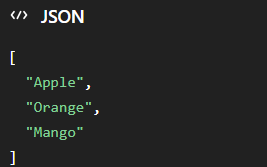 </> JSON
[
"Apple",
"Orange",
"Mango"
]